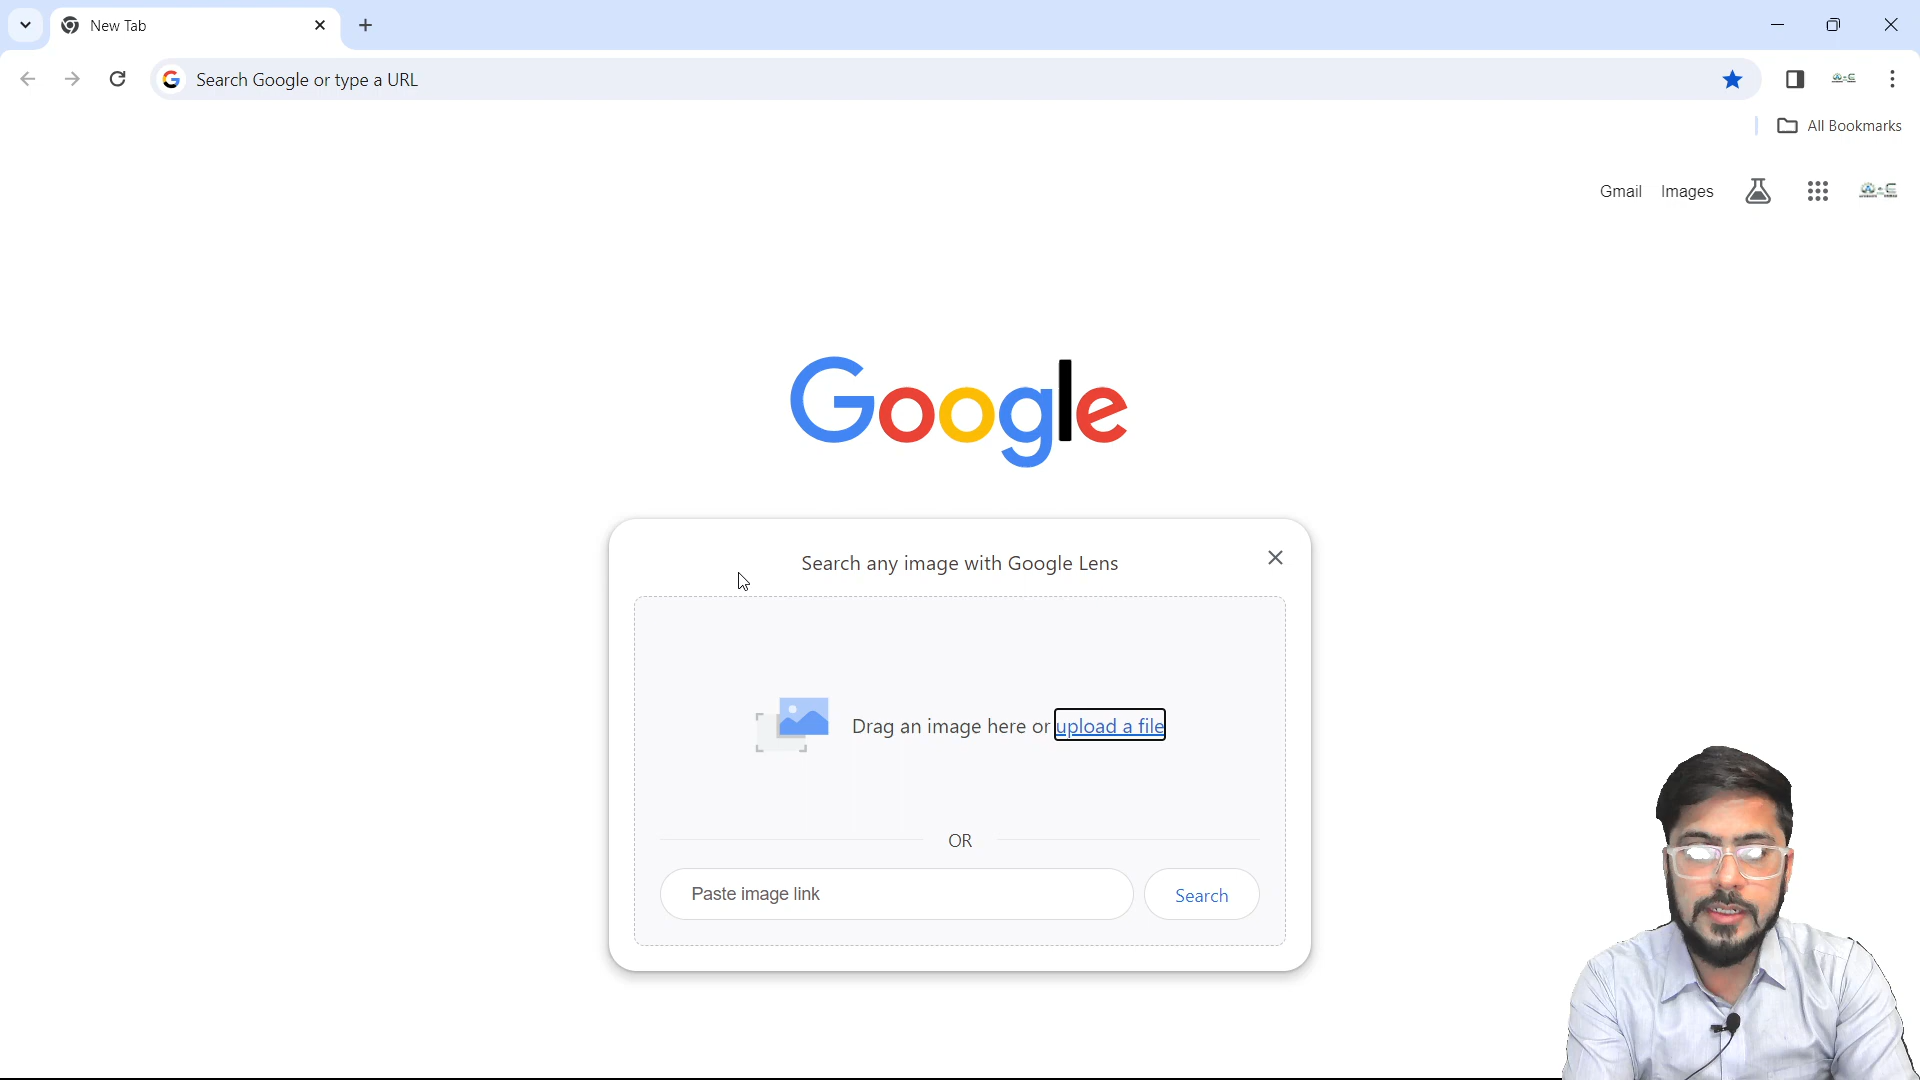 New Tab
Search Google or type a URL
All Bookmarks
Gmail Images
Google
Search any image with Google Lens
Drag an image here or upload a file
OR
Paste image link
Search